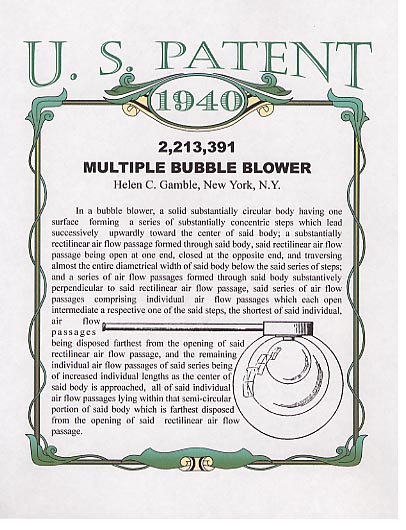 U. S. PATENT
1940
2,213,391
MULTIPLE BUBBLE BLOWER
Helen C. Gamble, New York, N.Y.
In a bubble blower, a solid substantially circular body having one
surface forming a series of substantially concentric steps which lead
successively upwardly toward the center of said body; a substantially
rectilinear air flow passage formed through said body, said rectilinear air flow
passage being open at one end, closed at the opposite end, and traversing
almost the entire diametrical width of said body below the said series of steps;
and a series of air flow passages formed through said body substantively
perpendicular to said rectilinear air flow passage, said series of air flow
passages comprising individual air flow passages which each open
intermediate a respective one of the said steps, the shortest of said individual,
air flow
passages
being disposed farthest from the opening of said
rectilinear air flow passage, and the remaining
individual air flow passages of said series being
of increased individual lengths as the center of
said body is approached, all of said individual
air flow passages lying within that semi-circular
portion of said body which is farthest disposed
from the opening of said rectilinear air flow
passage.